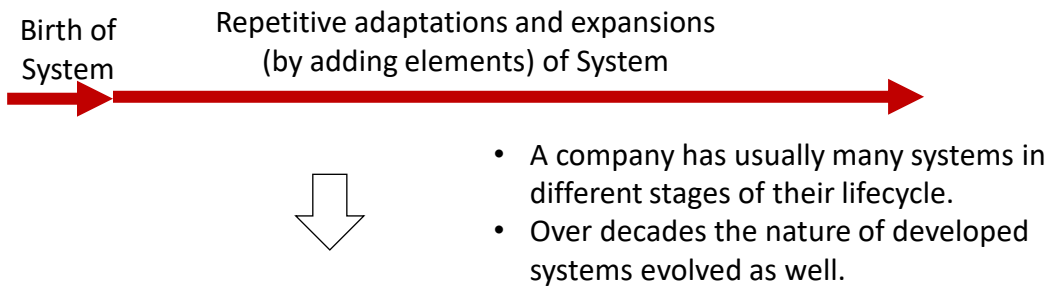 Birth of
System
Repetitive adaptations and expansions
(by adding elements) of System
• A company has usually many systems in
different stages of their lifecycle.
• Over decades the nature of developed
systems evolved as well.